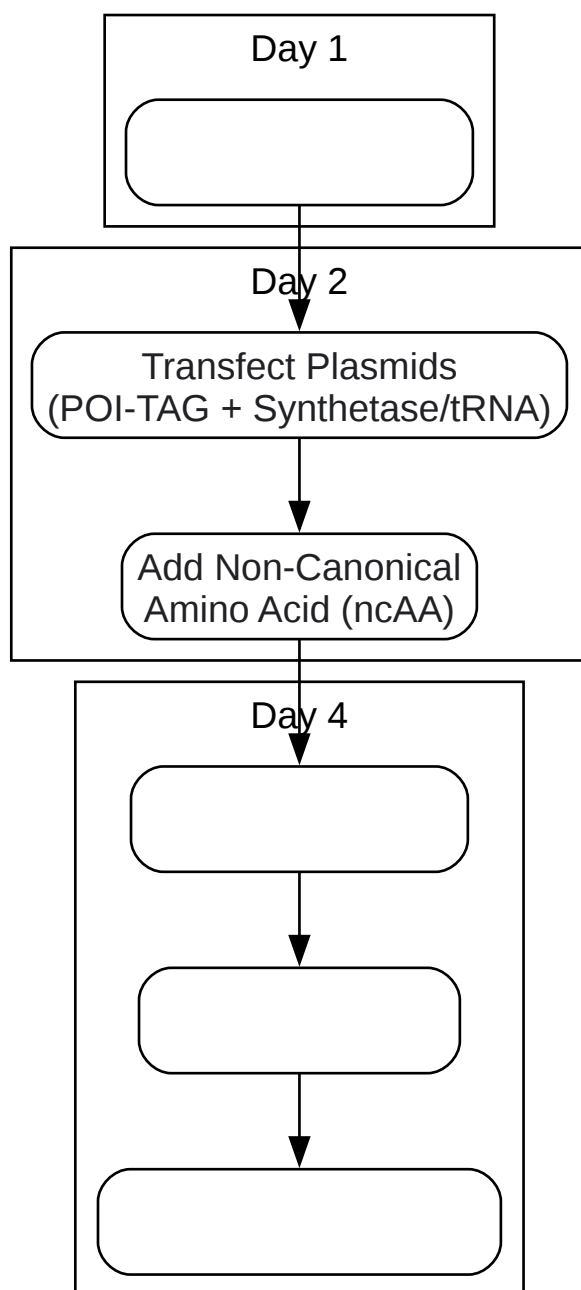 Day 1
Day 2
Transfect Plasmids
(POI-TAG + Synthetase/tRNA)
Add Non-Canonical
Amino Acid (ncAA)
Day 4